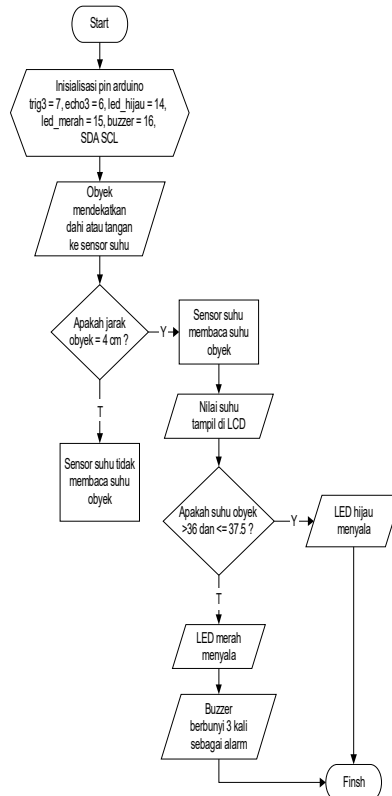 Start
Inisialisasi pin arduino
trig3 = 7, echo3 = 6, led_hijau = 14,
led_merah = 15, buzzer = 16,
SDA SCL
Obyek
mendekatkan
dahi atau tangan
ke sensor suhu
Apakah jarak
obyek = 4 cm ?
Y
Sensor suhu
membaca suhu
obyek
T
Sensor suhu tidak
membaca suhu
obyek
Nilai suhu
tampil di LCD
Apakah suhu obyek
>36 dan <= 37.5 ?
Y
LED hijau
menyala
T
LED merah
menyala
Buzzer
berbunyi 3 kali
sebagai alarm
Finsh